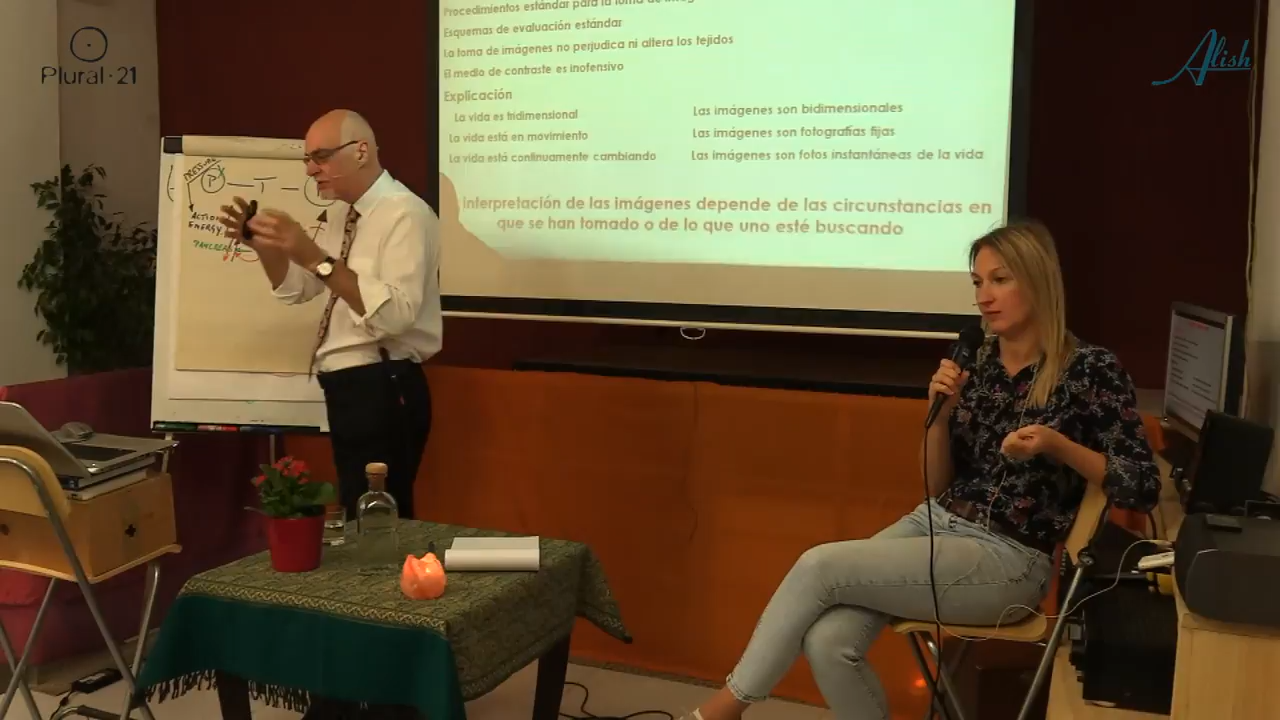 Plural·21
Alish
Procedimientos estándar para la toma de
Esquemas de evaluación estándar
La toma de imágenes no perjudica ni altera los tejidos
El medio de contraste es inofensivo
Explicación
La vida es tridimensional Las imágenes son bidimensionales
La vida está en movimiento Las imágenes son fotografías fijas
La vida está continuamente cambiando Las imágenes son fotos instantáneas de la vida
interpretación de las imágenes depende de las circunstancias en
que se han tomado o de lo que uno esté buscando
PRESSURE
P — T —
ACTION
ENERGY
PANCREAS